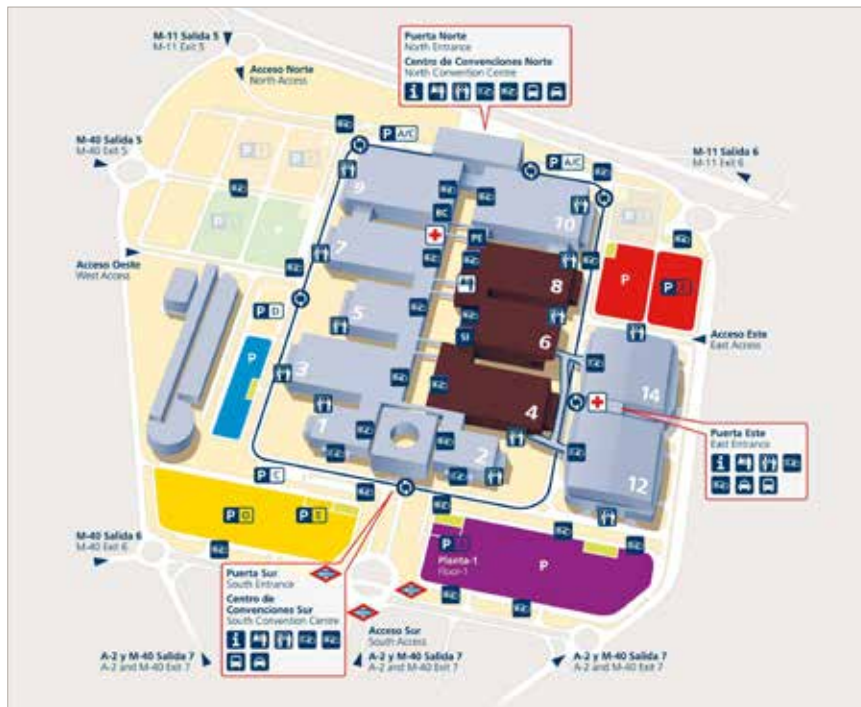 M-11 Salida 5
M-11 Exit 5
Acceso Norte
North Access
Puerta Norte
North Entrance
Centro de Convenciones Norte
North Convention Centre
M-40 Salida 5
M-40 Exit 5
P A/C
P A/C
M-11 Salida 6
M-11 Exit 6
9
BC
10
PE
7
8
P
P
Acceso Oeste
West Access
P D
5
6
SI
Acceso Este
East Access
P
3
14
4
1
2
12
Puerta Este
East Entrance
P C
P D
P E
M-40 Salida 6
M-40 Exit 6
P
Planta-1
Floor-1
P
Puerta Sur
South Entrance
Centro de
Convenciones Sur
South Convention Centre
Acceso Sur
South Access
A-2 y M-40 Salida 7
A-2 and M-40 Exit 7
A-2 y M-40 Salida 7
A-2 and M-40 Exit 7
A-2 y M-40 Salida 7
A-2 and M-40 Exit 7